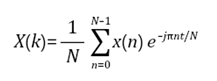 X(k)= 1/N ∑_{n=0}^{N-1} x(n) e^{-jπnt/N}